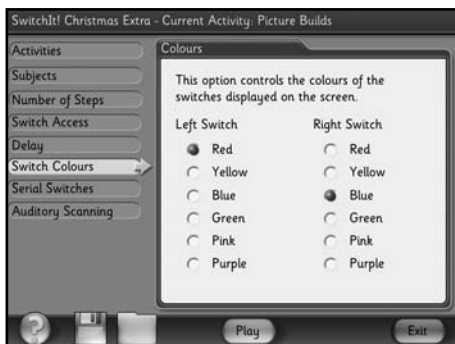 SwitchIt! Christmas Extra - Current Activity: Picture Builds
Activities
Subjects
Number of Steps
Switch Access
Delay
Switch Colours
Serial Switches
Auditory Scanning
Colours
This option controls the colours of the
switches displayed on the screen.
Left Switch
Red
Yellow
Blue
Green
Pink
Purple
Right Switch
Red
Yellow
Blue
Green
Pink
Purple
?
Play
Exit